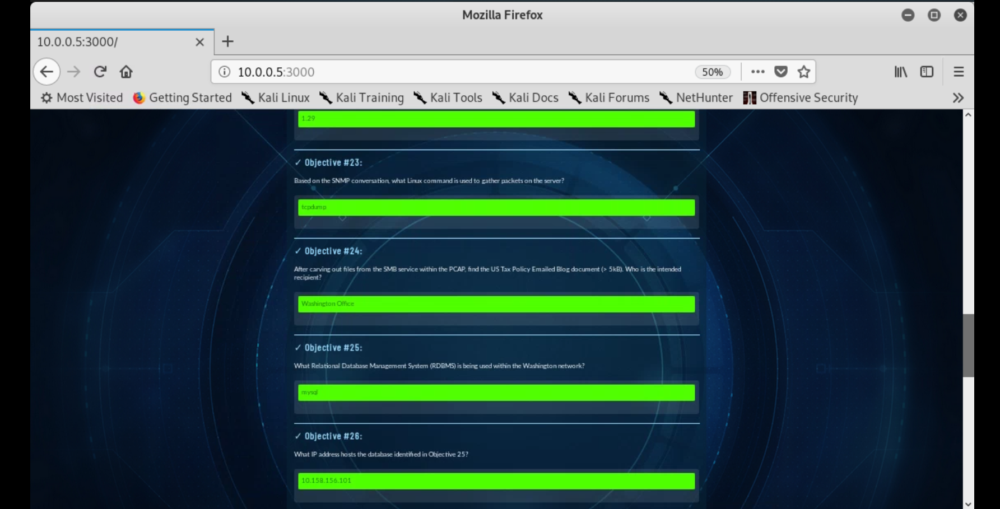 Mozilla Firefox
10.0.0.5:3000/
10.0.0.5:3000
50%
Most Visited Getting Started Kali Linux Kali Training Kali Tools Kali Docs Kali Forums NetHunter Offensive Security
1.29
✓ Objective #23:
Based on the SNMP conversation, what Linux command is used to gather packets on the server?
tcpdump
✓ Objective #24:
After carving out files from the SMB service within the PCAP, find the US Tax Policy Emailed Blog document (> 5kB). Who is the intended
recipient?
Washington Office
✓ Objective #25:
What Relational Database Management System (RDBMS) is being used within the Washington network?
mysql
✓ Objective #26:
What IP address hosts the database identified in Objective 25?
10.158.156.101